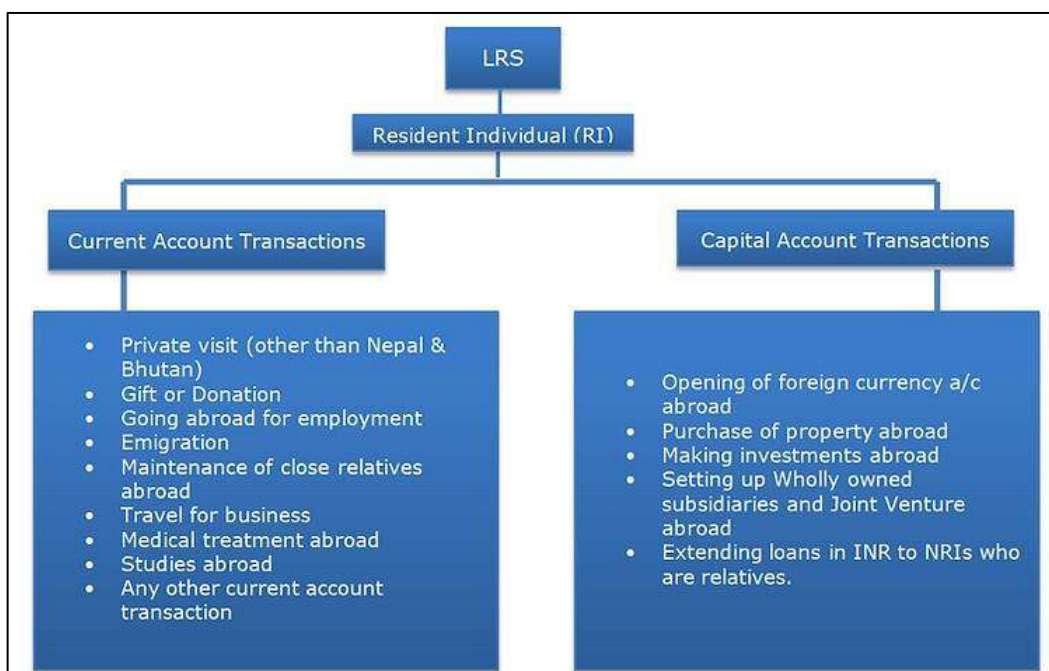 LRS
Resident Individual (RI)
Current Account Transactions
Capital Account Transactions
• Private visit (other than Nepal &
Bhutan)
• Gift or Donation
• Going abroad for employment
• Emigration
• Maintenance of close relatives
abroad
• Travel for business
• Medical treatment abroad
• Studies abroad
• Any other current account
transaction
• Opening of foreign currency a/c
abroad
• Purchase of property abroad
• Making investments abroad
• Setting up Wholly owned
subsidiaries and Joint Venture
abroad
• Extending loans in INR to NRIs who
are relatives.